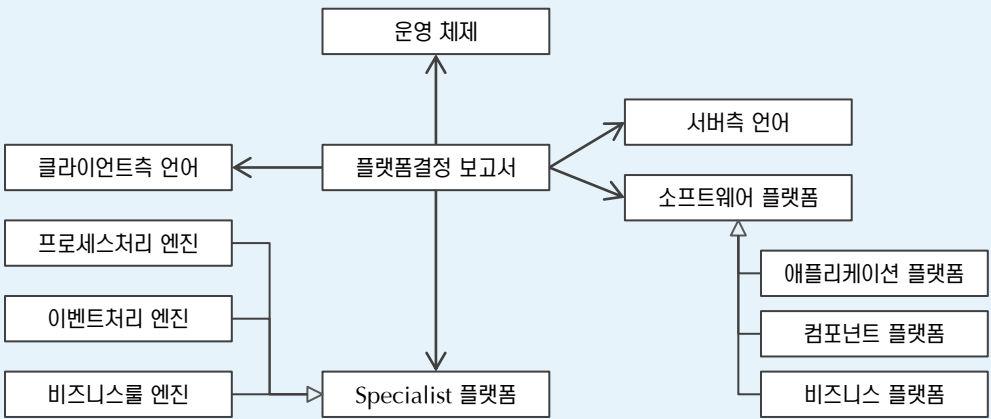 운영 체제
서버측 언어
클라이언트측 언어
플랫폼결정 보고서
소프트웨어 플랫폼
프로세스처리 엔진
애플리케이션 플랫폼
이벤트처리 엔진
컴포넌트 플랫폼
비즈니스룰 엔진
Specialist 플랫폼
비즈니스 플랫폼